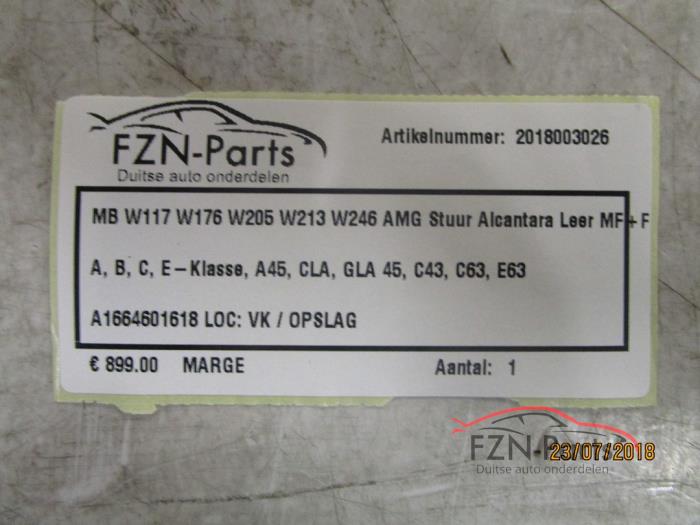 FZN-Parts
Duitse auto onderdelen
Artikelnummer: 2018003026
MB W117 W176 W205 W213 W246 AMG Stuur Alcantara Leer MF+F
A, B, C, E-Klasse, A45, CLA, GLA 45, C43, C63, E63
A1664601618 LOC: VK / OPSLAG
€ 899.00 MARGE Aantal: 1
FZN-Parts
23/07/2018
Duitse auto onderdelen